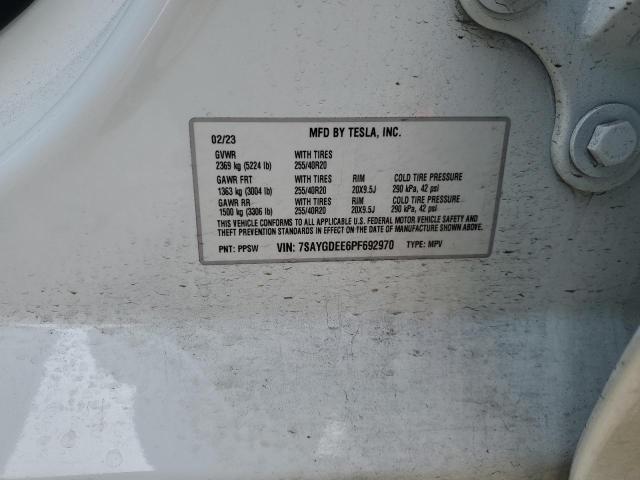 02/23 MFD BY TESLA, INC.
GVWR WITH TIRES
2369 kg (5224 lb) 255/40R20
GAWR FRT WITH TIRES RIM COLD TIRE PRESSURE
1363 kg (3004 lb) 255/40R20 20X9.5J 290 kPa, 42 psi
GAWR RR WITH TIRES RIM COLD TIRE PRESSURE
1500 kg (3306 lb) 255/40R20 20X9.5J 290 kPa, 42 psi
THIS VEHICLE CONFORMS TO ALL APPLICABLE U.S. FEDERAL MOTOR VEHICLE SAFETY AND
THEFT PREVENTION STANDARDS IN EFFECT ON THE DATE OF MANUFACTURE SHOWN ABOVE.
PNT: PPSW VIN: 7SAYGDEE6PF692970 TYPE: MPV